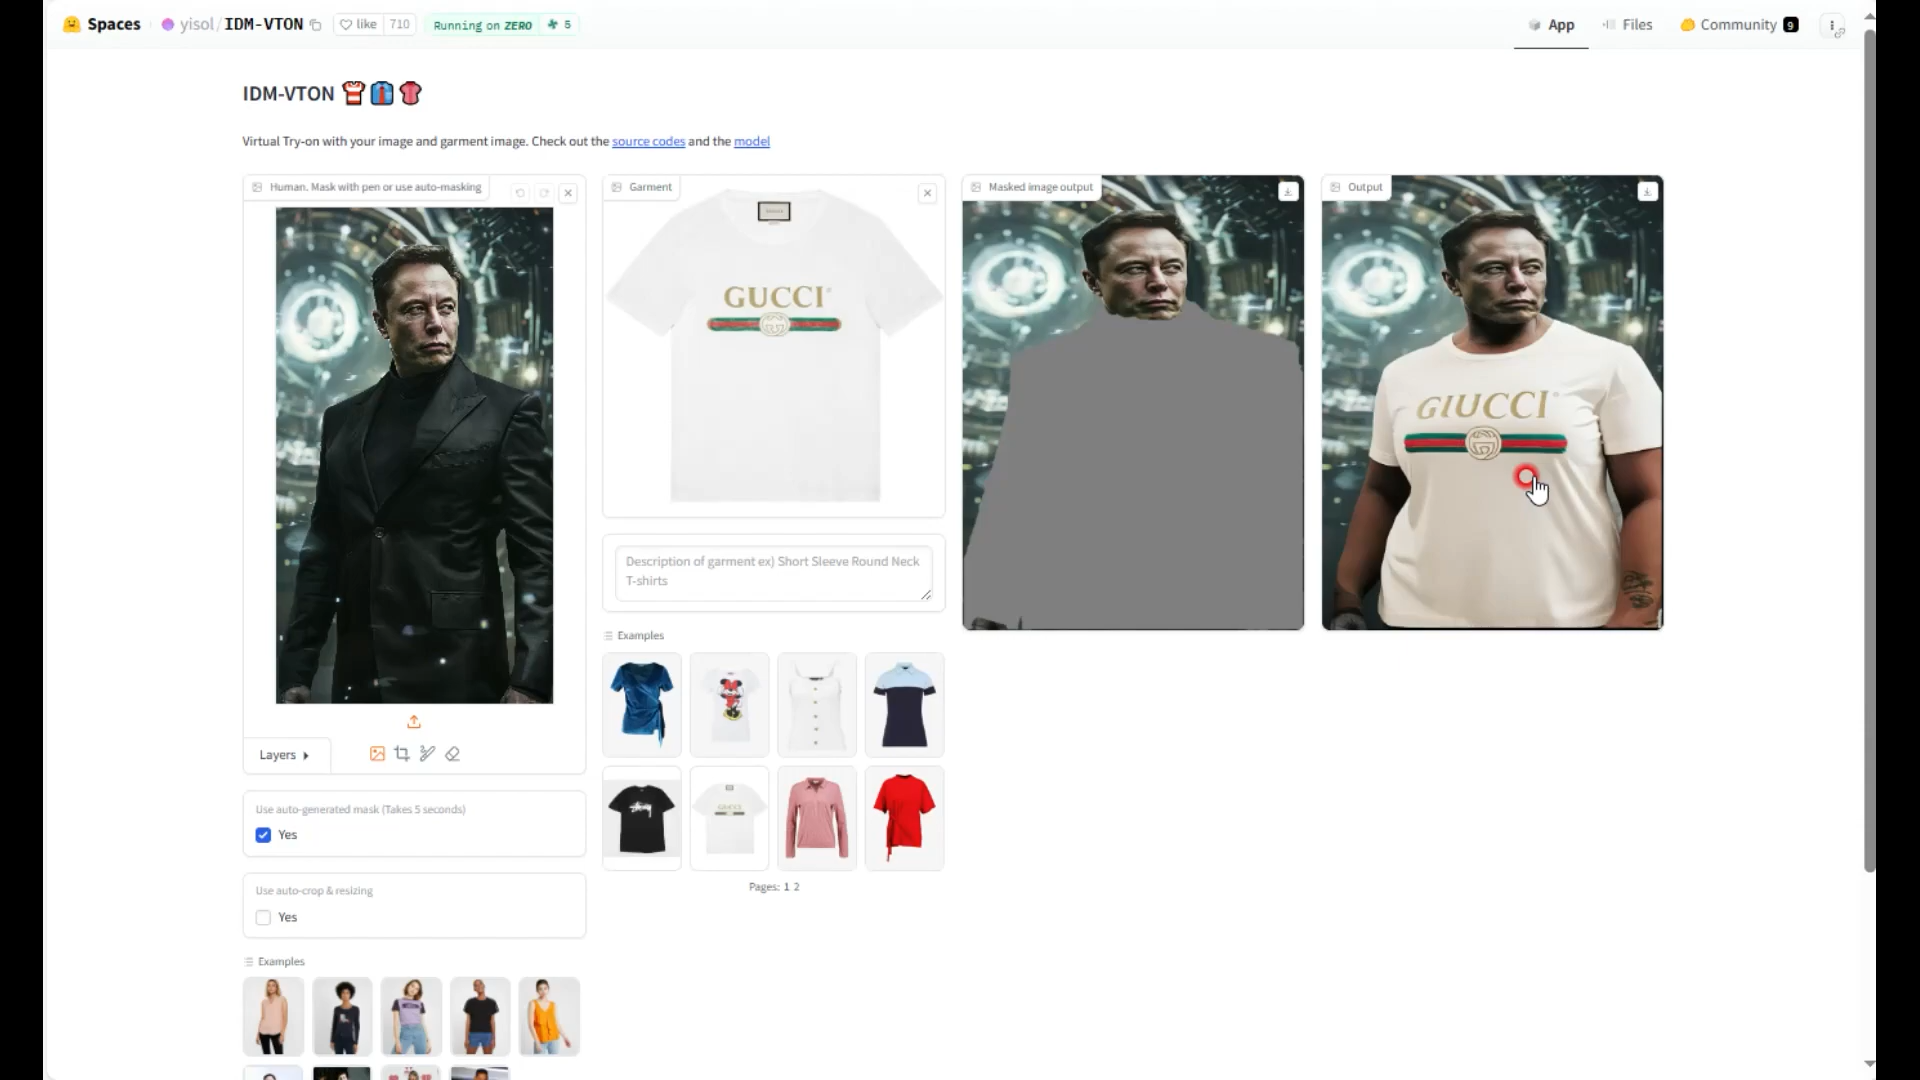 Spaces
yisol/IDM-VTON
like 710
Running on ZERO 5
App
Files
Community 9
IDM-VTON
Virtual Try-on with your image and garment image. Check out the source codes and the model
Human. Mask with pen or use auto-masking
Garment
Masked image output
Output
GUCCI
GIUCCI
Description of garment ex) Short Sleeve Round Neck
T-shirts
Examples
GUCCI
Layers
Pages: 1 2
Use auto-generated mask (Takes 5 seconds)
Yes
Use auto-crop & resizing
Yes
Examples